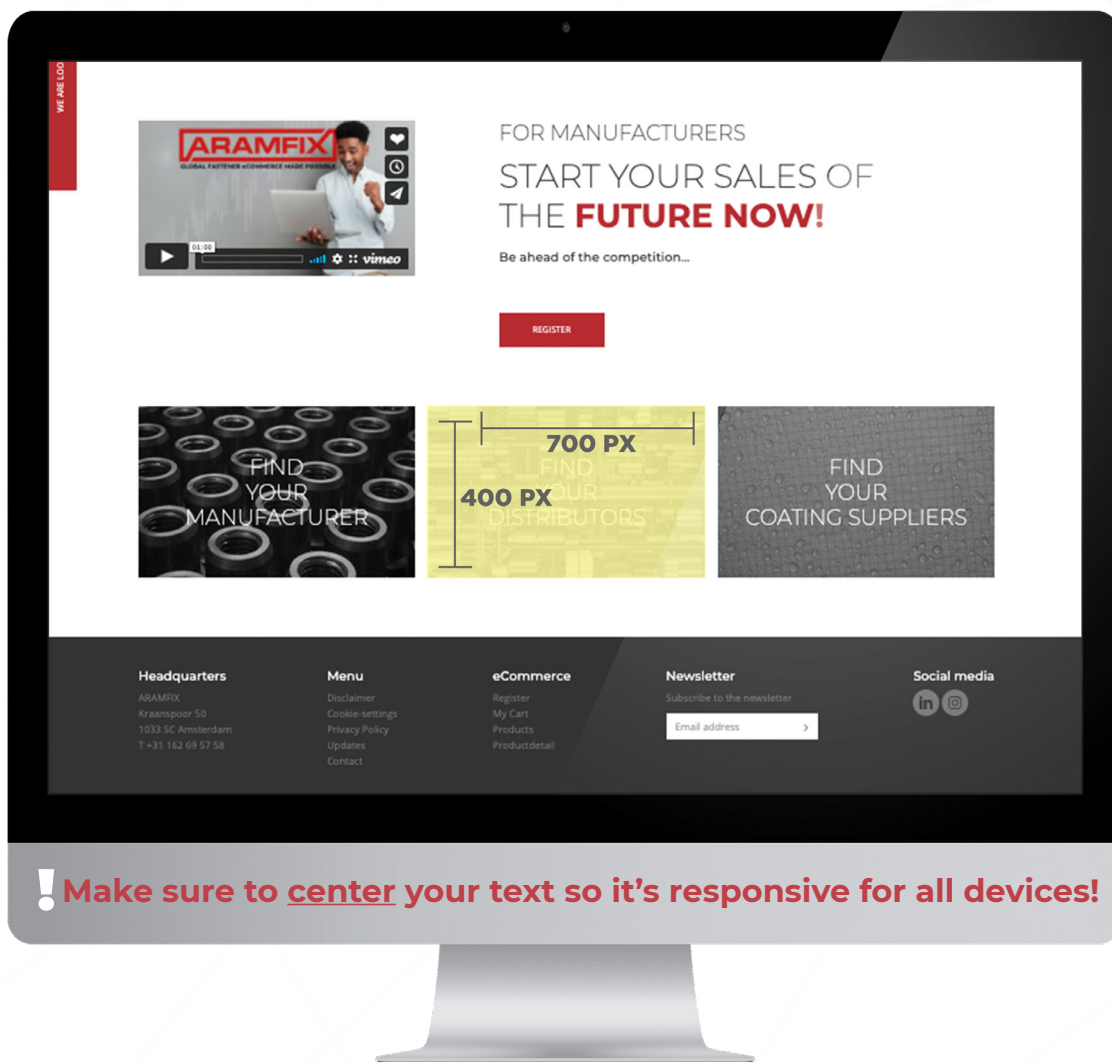 WE ARE LOO
ARAMFIX
GLOBAL FASTENER eCOMMERCE MADE POSSIBLE
01:00
vimeo
FOR MANUFACTURERS
START YOUR SALES OF
THE FUTURE NOW!
Be ahead of the competition...
REGISTER
FIND
YOUR
MANUFACTURER
700 PX
400 PX
FIND
YOUR
DISTRIBUTORS
FIND
YOUR
COATING SUPPLIERS
Headquarters
ARAMFIX
Kraanspoor 50
1033 SC Amsterdam
T +31 162 69 57 58
Menu
Disclaimer
Cookie-settings
Privacy Policy
Updates
Contact
eCommerce
Register
My Cart
Products
Productdetail
Newsletter
Subscribe to the newsletter
Email address
Social media
in
! Make sure to center your text so it's responsive for all devices!